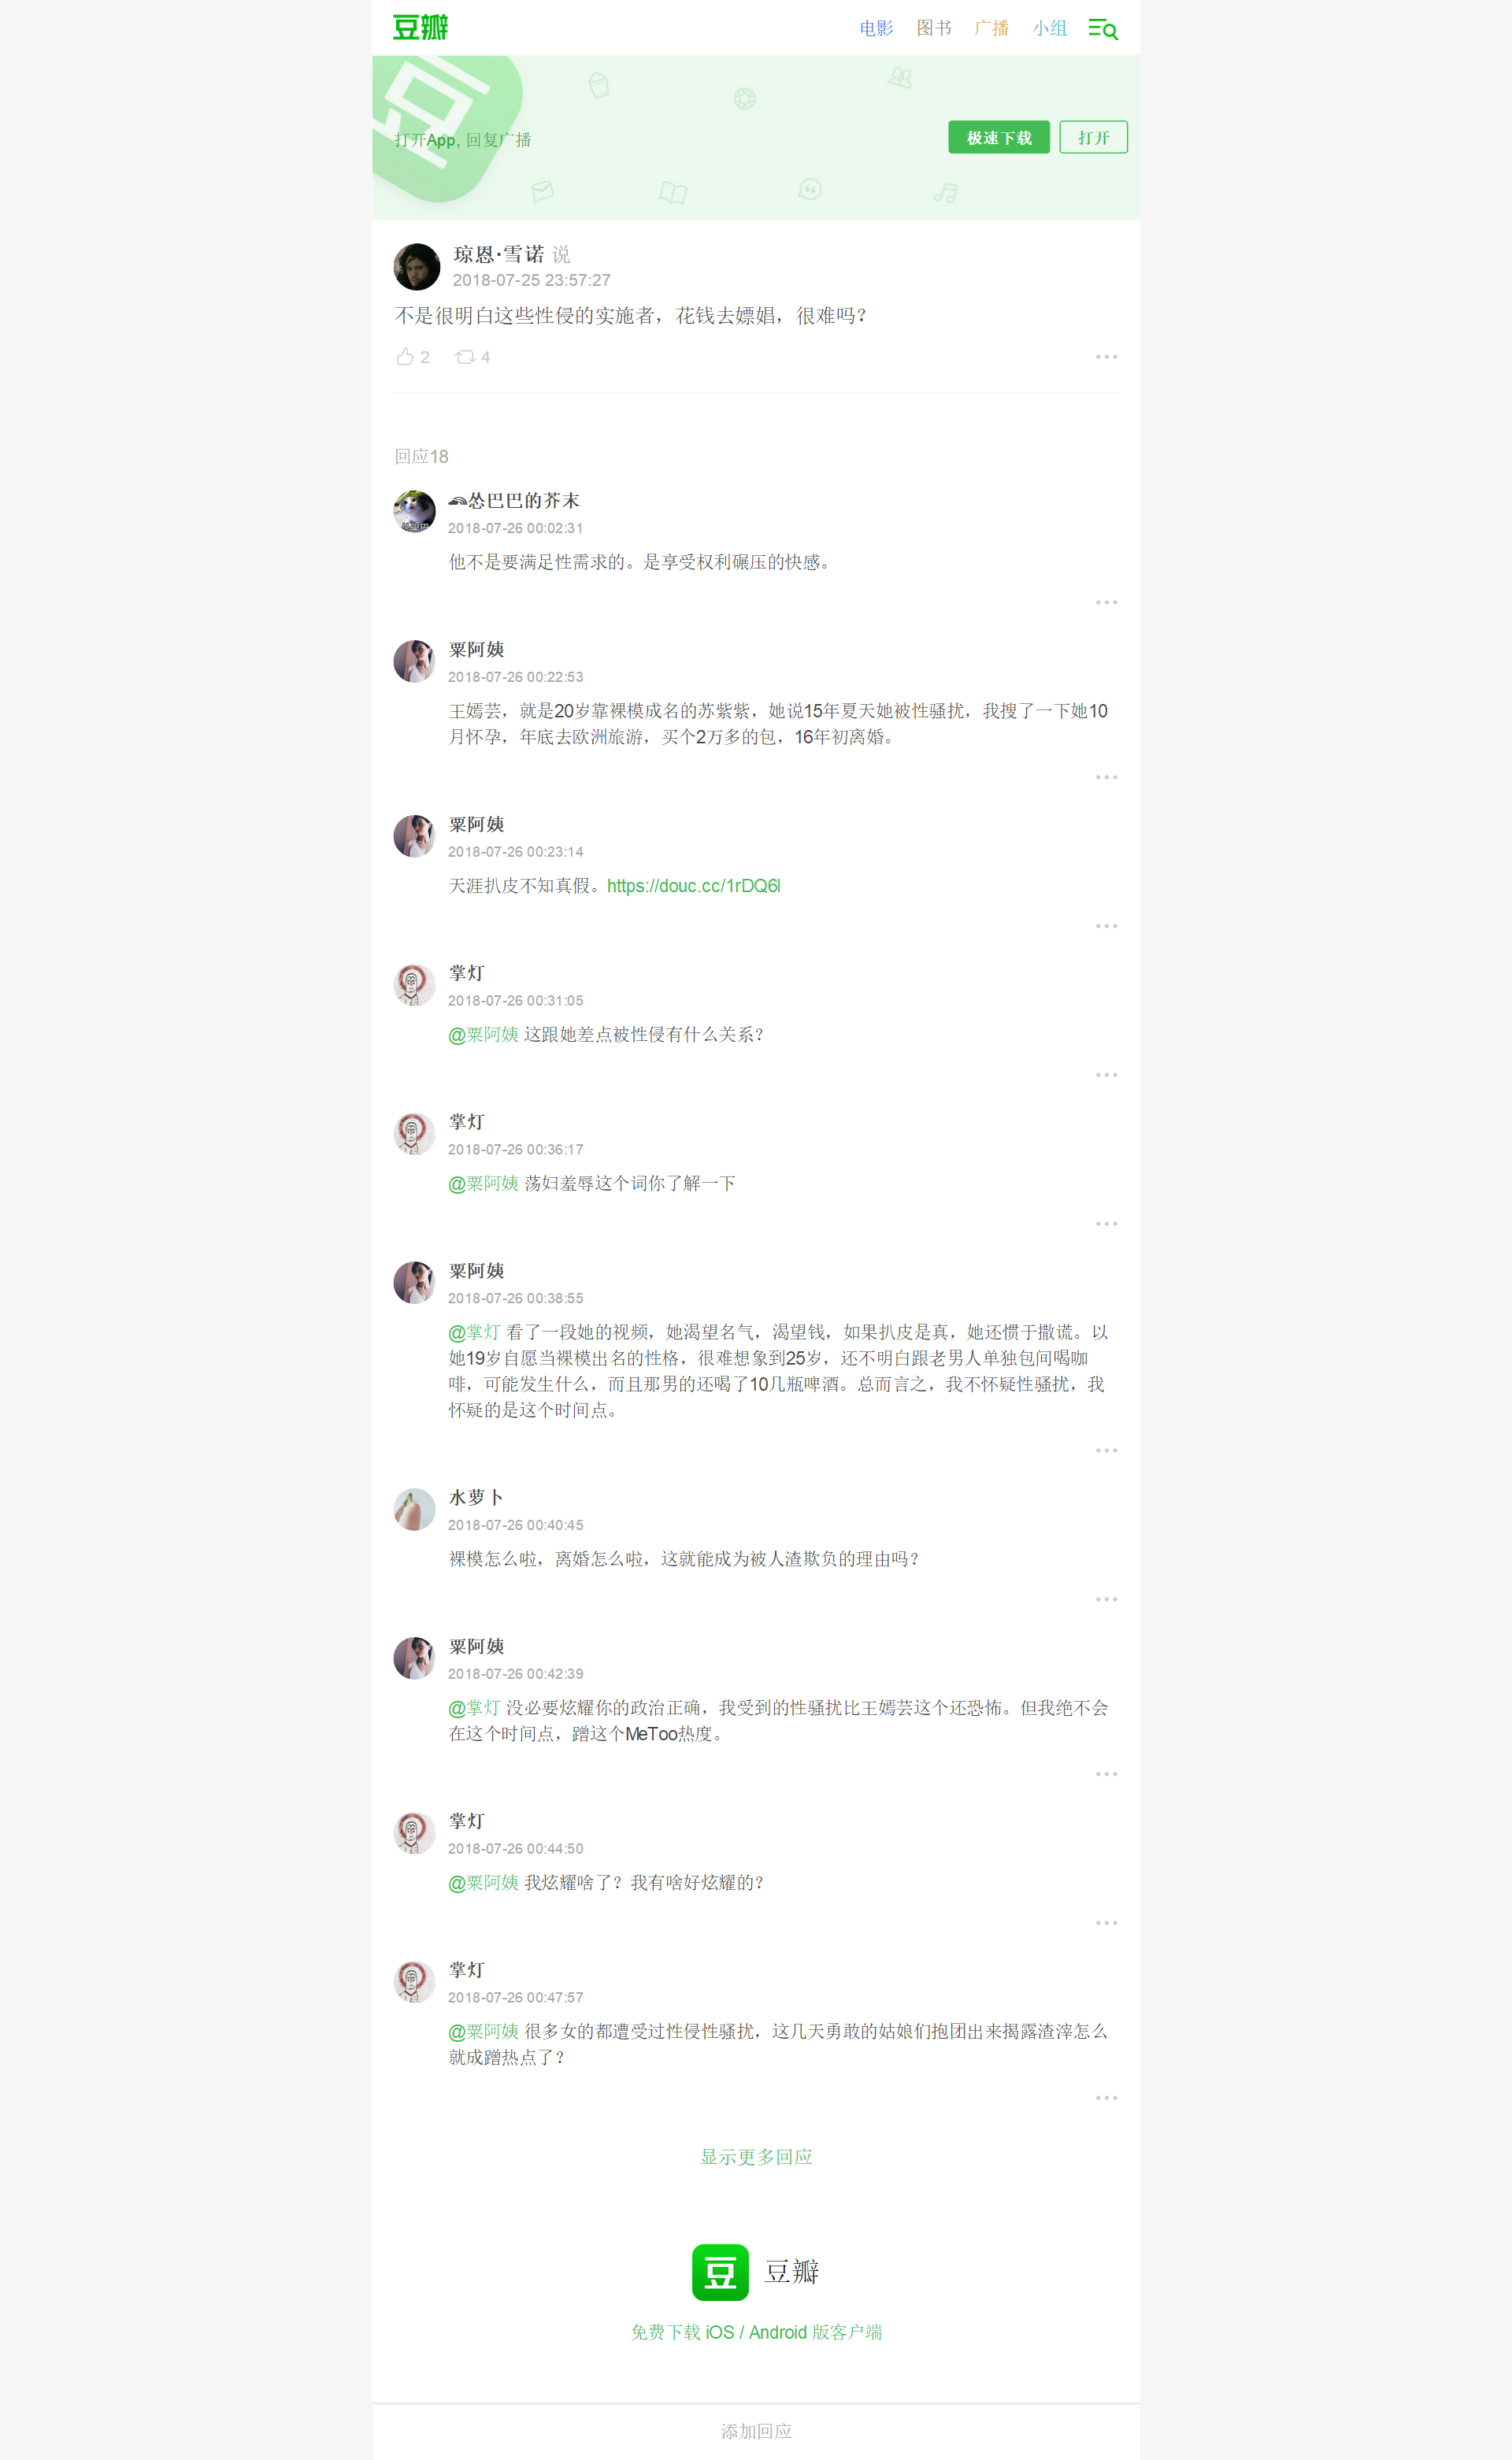 豆瓣
电影 图书 广播 小组
打开App, 回复广播
极速下载 打开
琼恩·雪诺 说
2018-07-25 23:57:27
不是很明白这些性侵的实施者，花钱去嫖娼，很难吗？
2 4
回应18
怂巴巴的芥末
2018-07-26 00:02:31
他不是要满足性需求的。是享受权利碾压的快感。
粟阿姨
2018-07-26 00:22:53
王嫣芸，就是20岁靠裸模成名的苏紫紫，她说15年夏天她被性骚扰，我搜了一下她10
月怀孕，年底去欧洲旅游，买个2万多的包，16年初离婚。
粟阿姨
2018-07-26 00:23:14
天涯扒皮不知真假。https://douc.cc/1rDQ6l
掌灯
2018-07-26 00:31:05
@粟阿姨 这跟她差点被性侵有什么关系？
掌灯
2018-07-26 00:36:17
@粟阿姨 荡妇羞辱这个词你了解一下
粟阿姨
2018-07-26 00:38:55
@掌灯 看了一段她的视频，她渴望名气，渴望钱，如果扒皮是真，她还惯于撒谎。以
她19岁自愿当裸模出名的性格，很难想象到25岁，还不明白跟老男人单独包间喝咖
啡，可能发生什么，而且那男的还喝了10几瓶啤酒。总而言之，我不怀疑性骚扰，我
怀疑的是这个时间点。
水萝卜
2018-07-26 00:40:45
裸模怎么啦，离婚怎么啦，这就能成为被人渣欺负的理由吗？
粟阿姨
2018-07-26 00:42:39
@掌灯 没必要炫耀你的政治正确，我受到的性骚扰比王嫣芸这个还恐怖。但我绝不会
在这个时间点，蹭这个MeToo热度。
掌灯
2018-07-26 00:44:50
@粟阿姨 我炫耀啥了？我有啥好炫耀的？
掌灯
2018-07-26 00:47:57
@粟阿姨 很多女的都遭受过性侵性骚扰，这几天勇敢的姑娘们抱团出来揭露渣滓怎么
就成蹭热点了？
显示更多回应
豆 豆瓣
免费下载 iOS / Android 版客户端
添加回应